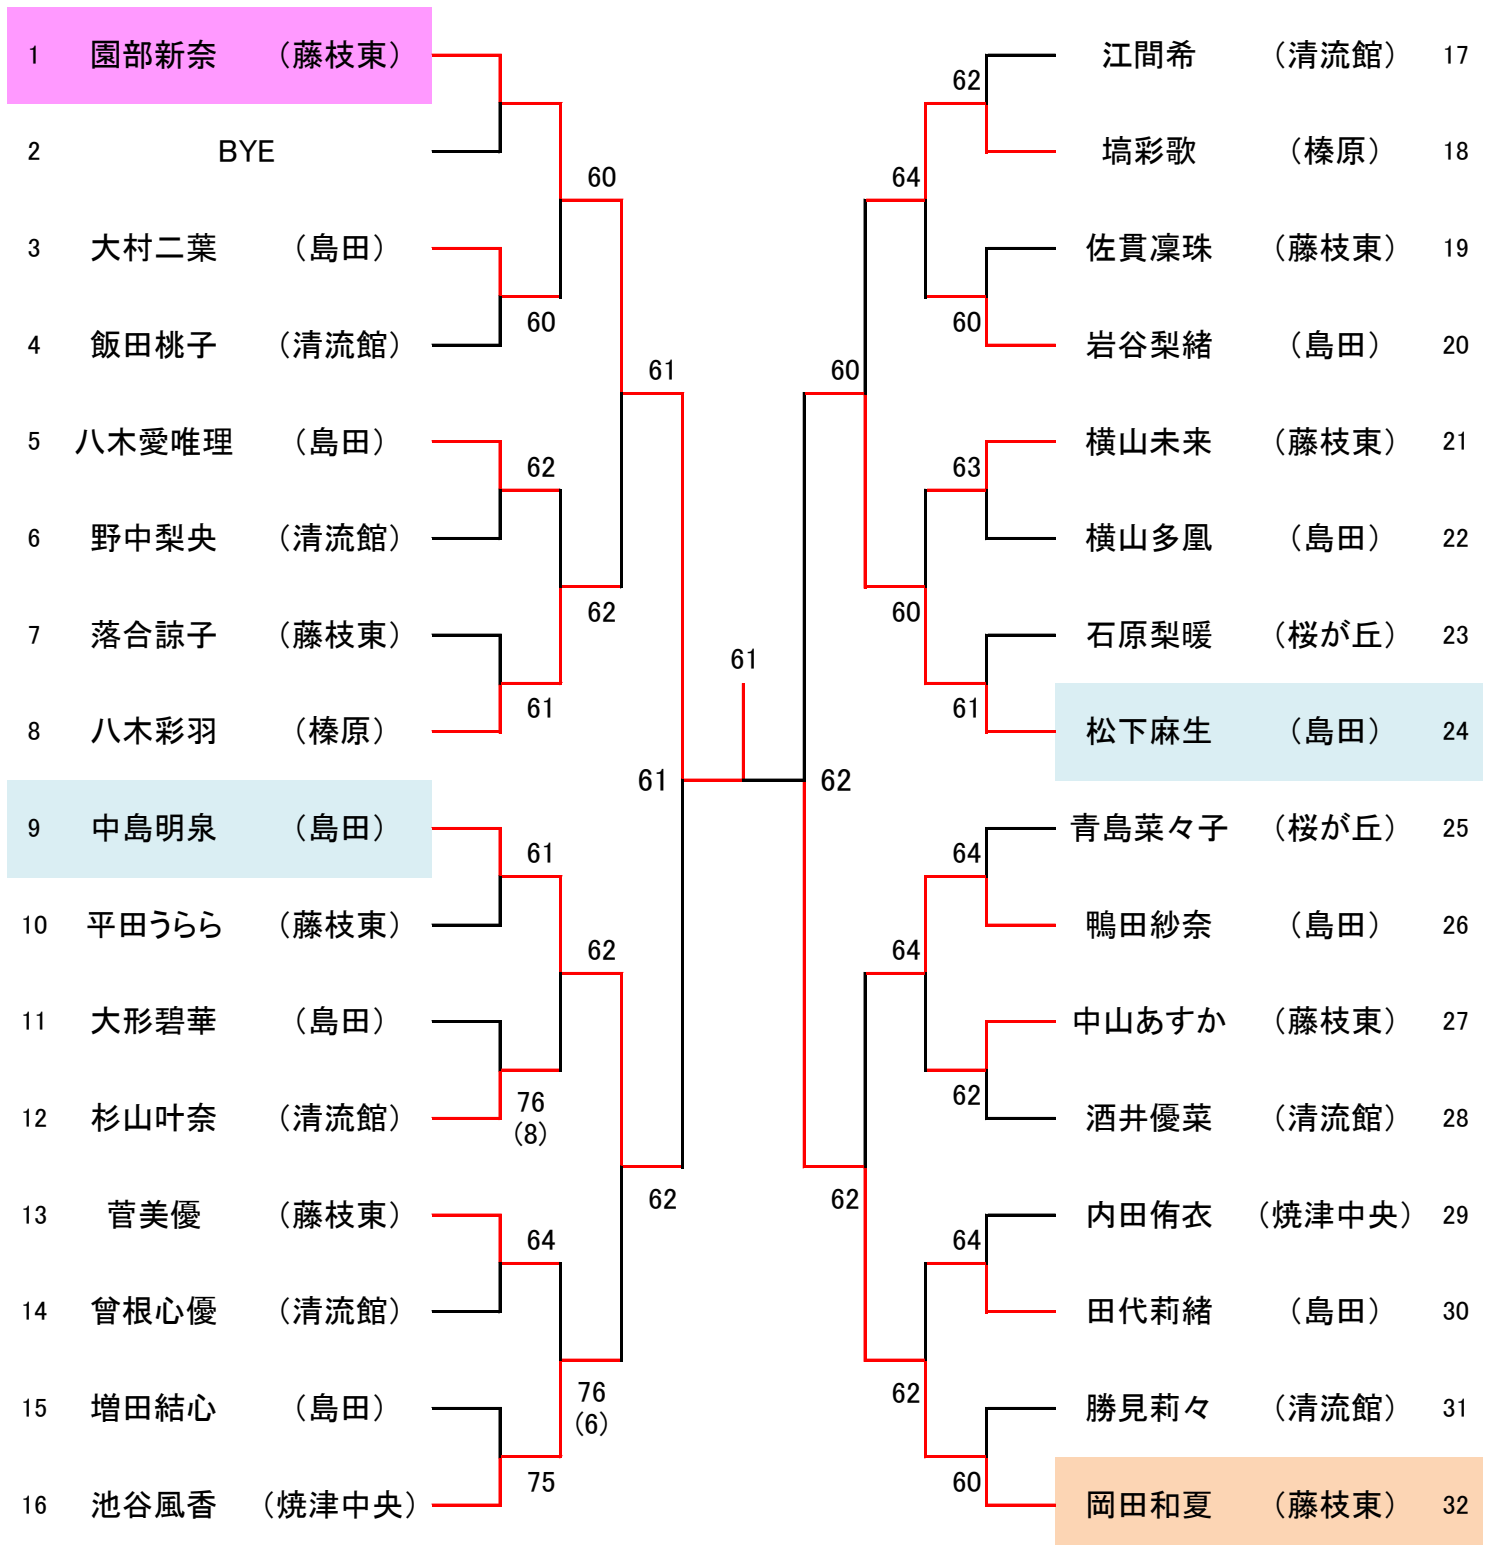 1 園部新奈 （藤枝東）
2 BYE
3 大村二葉 （島田）
4 飯田桃子 （清流館）
5 八木愛唯理 （島田）
6 野中梨央 （清流館）
7 落合諒子 （藤枝東）
8 八木彩羽 （榛原）
9 中島明泉 （島田）
10 平田うらら （藤枝東）
11 大形碧華 （島田）
12 杉山叶奈 （清流館）
13 菅美優 （藤枝東）
14 曾根心優 （清流館）
15 増田結心 （島田）
16 池谷風香 （焼津中央）
60
60
62
61
61
76
(8)
64
75
62
62
76
(6)
61
62
61
61
62
60
62
64
60
64
60
64
62
62
60
63
61
64
62
64
60
江間希 （清流館） 17
塙彩歌 （榛原） 18
佐貫凜珠 （藤枝東） 19
岩谷梨緒 （島田） 20
横山未来 （藤枝東） 21
横山多凰 （島田） 22
石原梨暖 （桜が丘） 23
松下麻生 （島田） 24
青島菜々子 （桜が丘） 25
鴨田紗奈 （島田） 26
中山あすか （藤枝東） 27
酒井優菜 （清流館） 28
内田侑衣 （焼津中央） 29
田代莉緒 （島田） 30
勝見莉々 （清流館） 31
岡田和夏 （藤枝東） 32